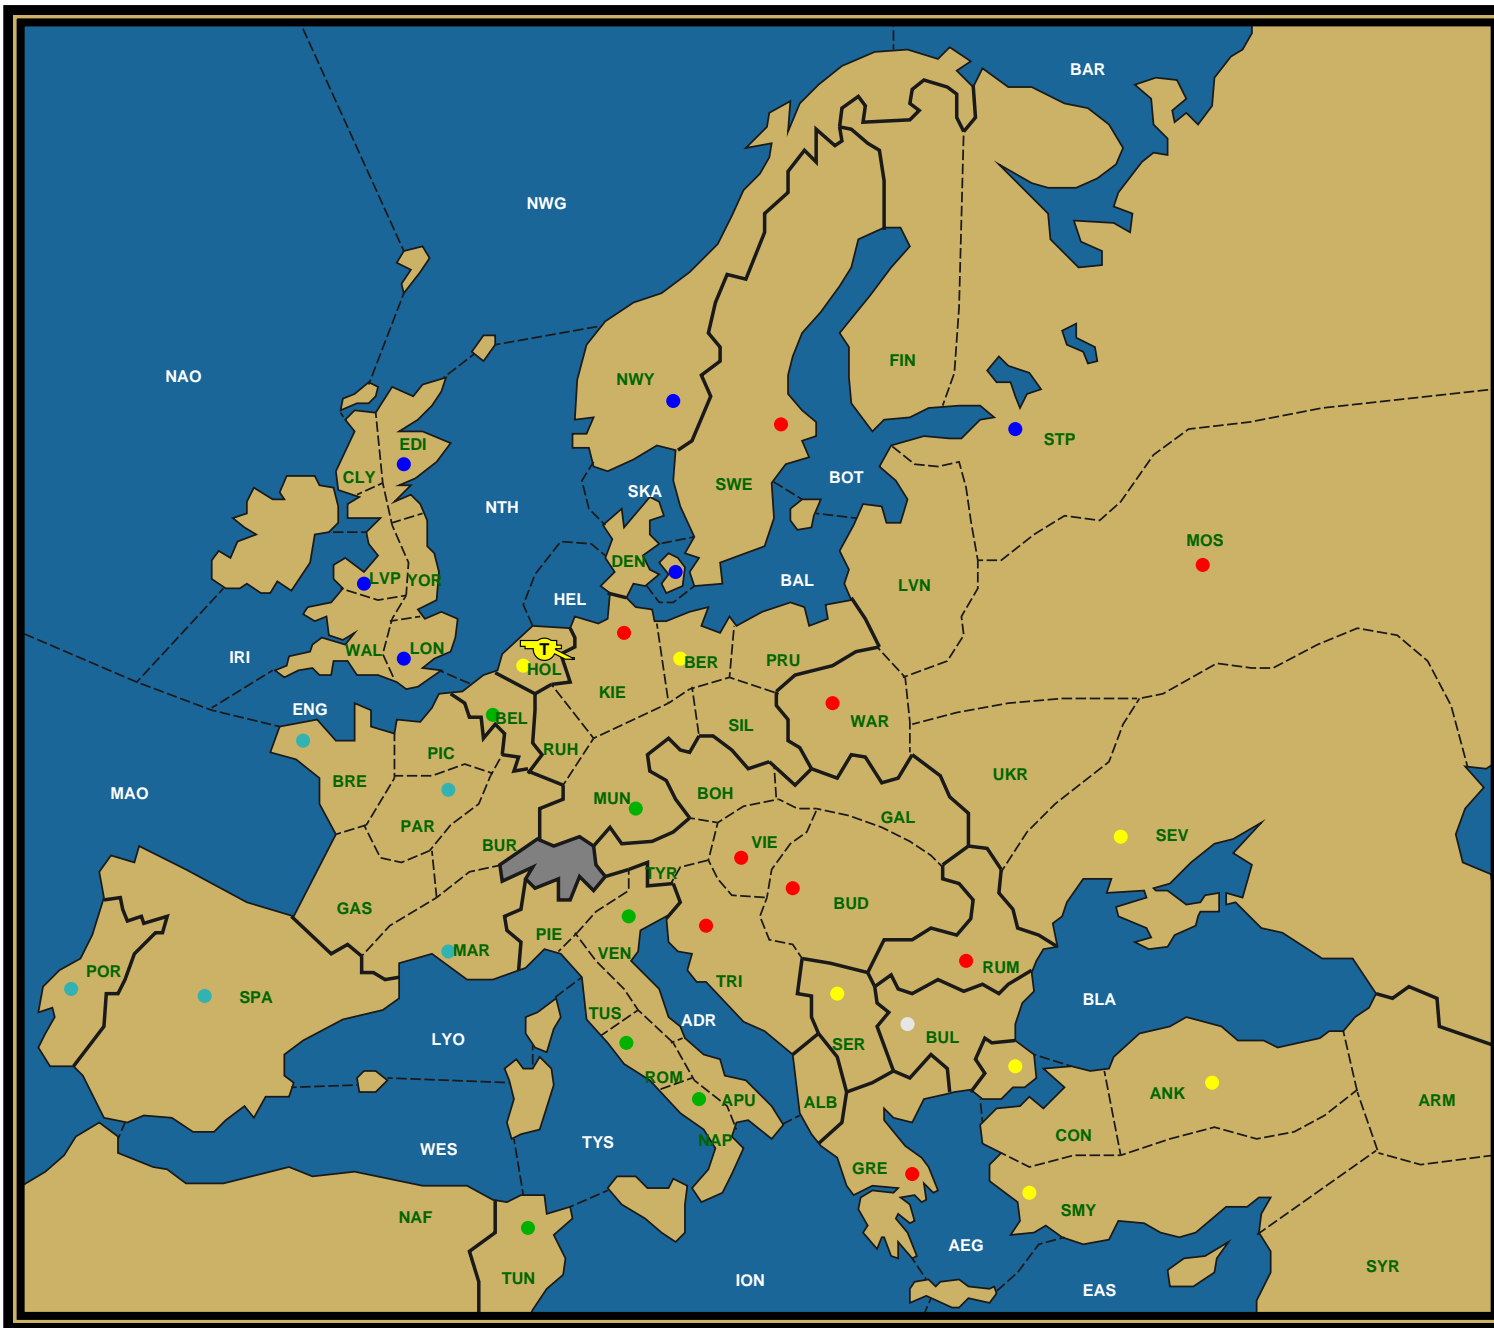 BAR
NWG
NAO
FIN
NWY
STP
EDI
CLY
SKA
SWE
BOT
NTH
MOS
DEN
LVP
YOR
BAL
LVN
HEL
WAL
LON
T
IRI
HOL
BER
PRU
KIE
ENG
BEL
WAR
SIL
PIC
RUH
UKR
BRE
MAO
MUN
BOH
PAR
GAL
SEV
BUR
VIE
TYR
GAS
BUD
PIE
MAR
VEN
POR
SPA
RUM
TRI
BLA
TUS
ADR
LYO
BUL
SER
ROM
ANK
APU
ALB
ARM
CON
NAP
TYS
WES
GRE
SMY
NAF
AEG
SYR
TUN
ION
EAS